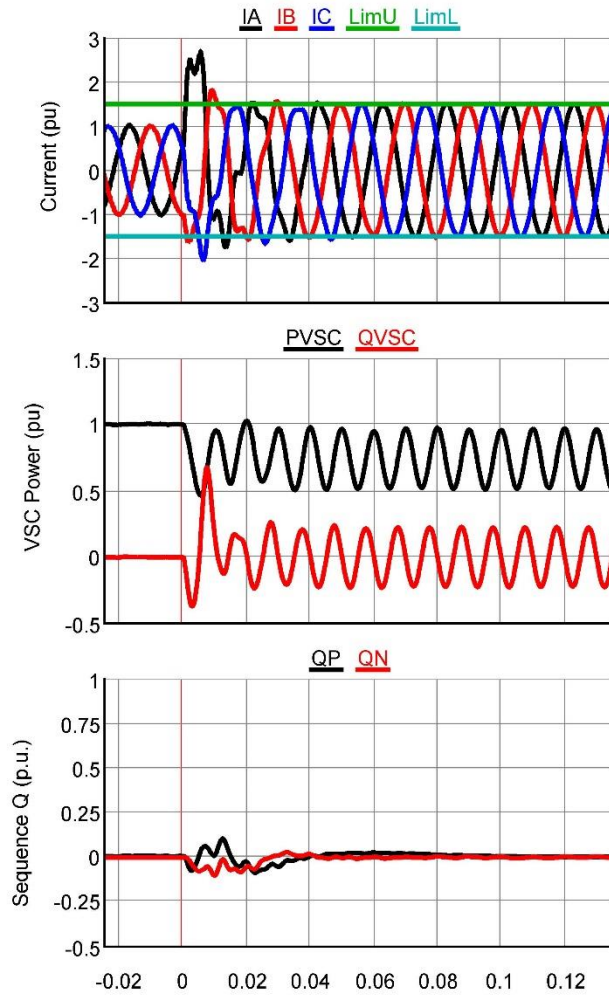 IA IB IC LimU LimL
3
2
1
0
-1
-2
-3
Current (pu)
PVSC QVSC
1.5
1
0.5
0
-0.5
VSC Power (pu)
QP QN
1
0.75
0.5
0.25
0
-0.25
-0.5
Sequence Q (p.u.)
-0.02 0 0.02 0.04 0.06 0.08 0.1 0.12